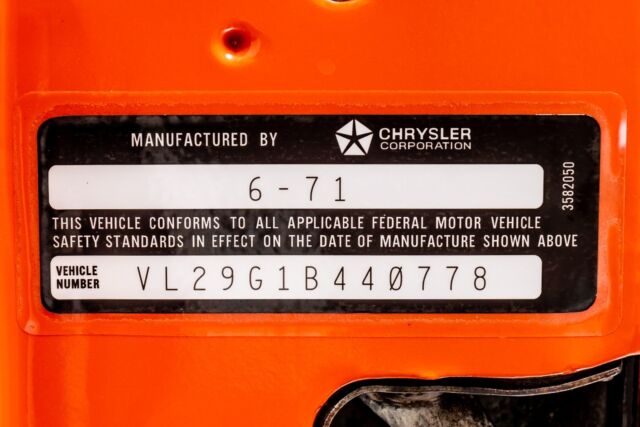 MANUFACTURED BY CHRYSLER CORPORATION
6-71
3582050
THIS VEHICLE CONFORMS TO ALL APPLICABLE FEDERAL MOTOR VEHICLE
SAFETY STANDARDS IN EFFECT ON THE DATE OF MANUFACTURE SHOWN ABOVE
VEHICLE NUMBER VL29G1B440778